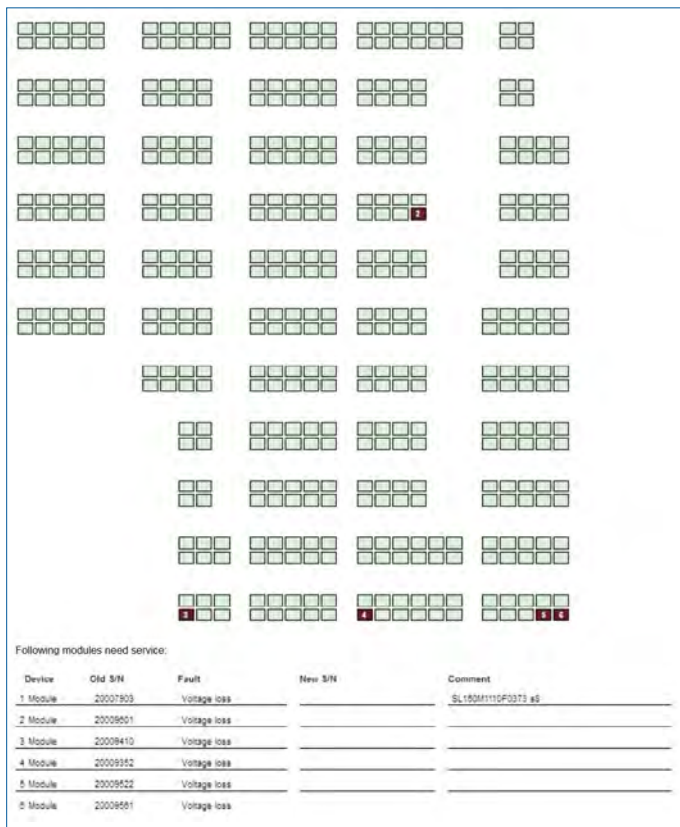 2
3 4 5 6
Following modules need service:
Device Old S/N Fault New S/N Comment
1 Module 20007903 Voltage loss SL160M1110F0373 aS
2 Module 20009601 Voltage loss
3 Module 20009410 Voltage loss
4 Module 20009352 Voltage loss
5 Module 20009522 Voltage loss
6 Module 20009561 Voltage loss